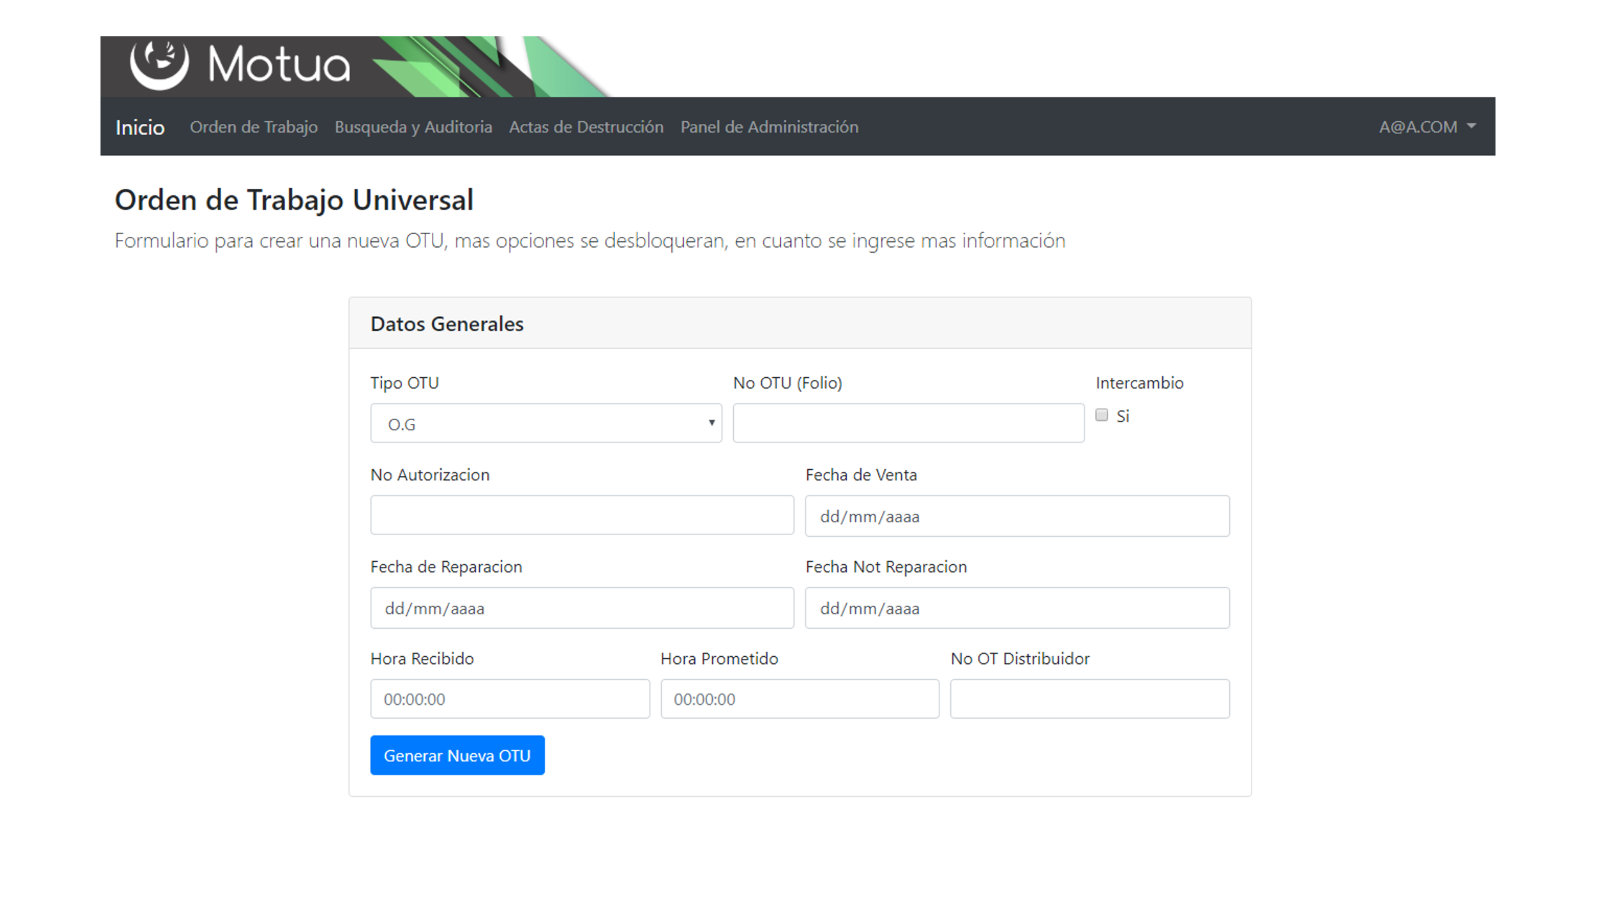 Motua
Inicio Orden de Trabajo Busqueda y Auditoria Actas de Destrucción Panel de Administración A@A.COM
Orden de Trabajo Universal
Formulario para crear una nueva OTU, mas opciones se desbloqueran, en cuanto se ingrese mas información
Datos Generales
Tipo OTU No OTU (Folio) Intercambio
O.G Si
No Autorizacion Fecha de Venta
dd/mm/aaaa
Fecha de Reparacion Fecha Not Reparacion
dd/mm/aaaa dd/mm/aaaa
Hora Recibido Hora Prometido No OT Distribuidor
00:00:00 00:00:00
Generar Nueva OTU